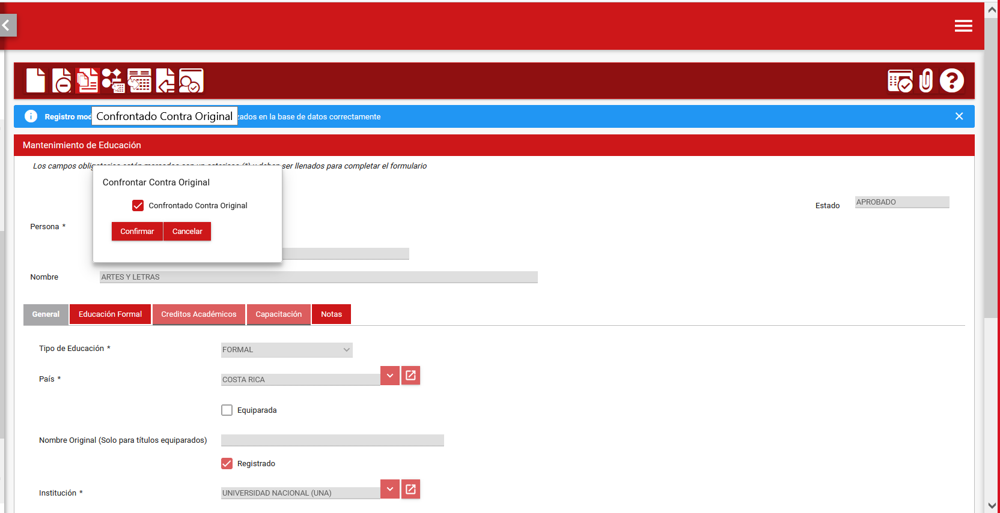 Registro mod
Confrontado Contra Original
zados en la base de datos correctamente
Mantenimiento de Educación
Los campos ser llenados para completar el formulario
Confrontar Contra Original
Confrontado Contra Original
Confirmar Cancelar
Estado APROBADO
Persona *
Nombre ARTES Y LETRAS
General Educación Formal Creditos Académicos Capacitación Notas
Tipo de Educación * FORMAL
País * COSTA RICA
Equiparada
Nombre Original (Solo para títulos equiparados)
Registrado
Institución * UNIVERSIDAD NACIONAL (UNA)